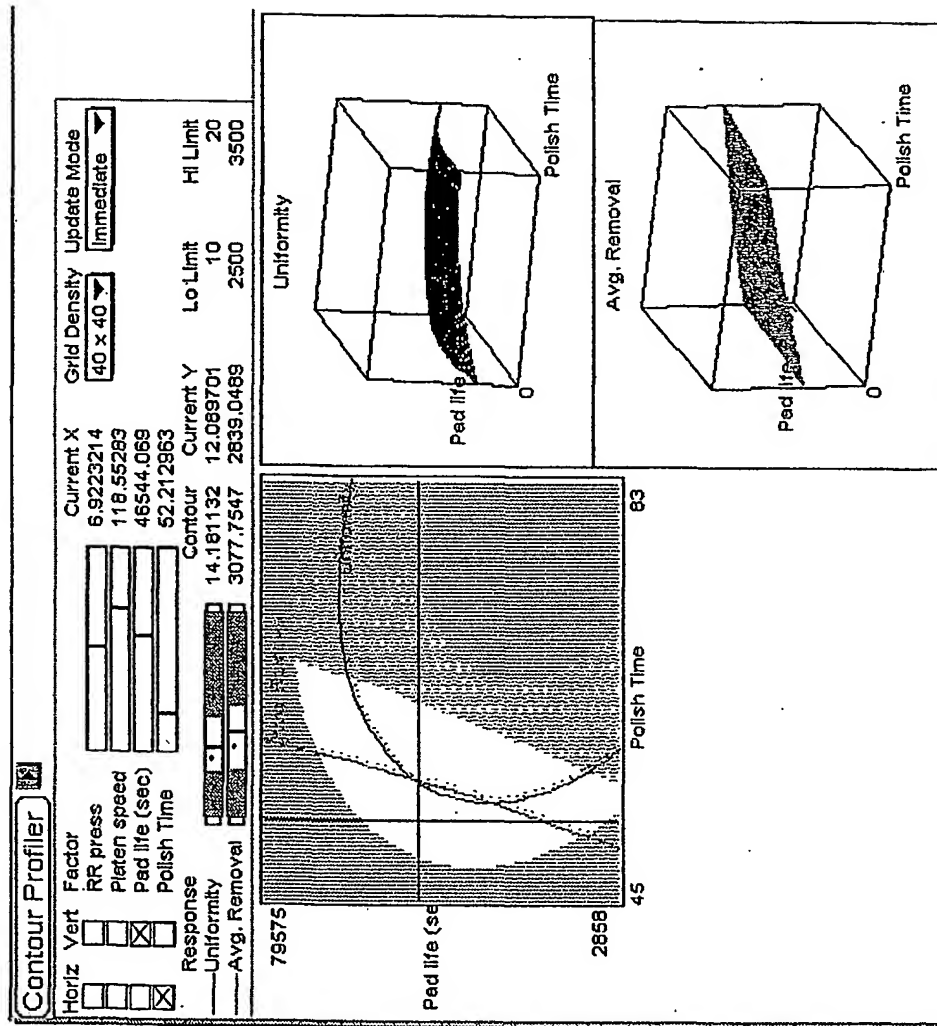 Contour Profiler
Horiz Vert Factor Current X Grid Density Update Mode
RR press 6.9223214 40 x 40 Immediate
Platen speed 118.55283
Pad life (sec) 46544.069
Polish Time 52.212963
Response Contour Current Y Lo Limit Hi Limit
Uniformity 14.181132 12.089701 10 20
Avg. Removal 3077.7547 2839.0489 2500 3500
79575
Pad life (se
2858
45 Polish Time 83
Uniformity
Pad life
0
Polish Time
Avg. Removal
Pad life
0
Polish Time